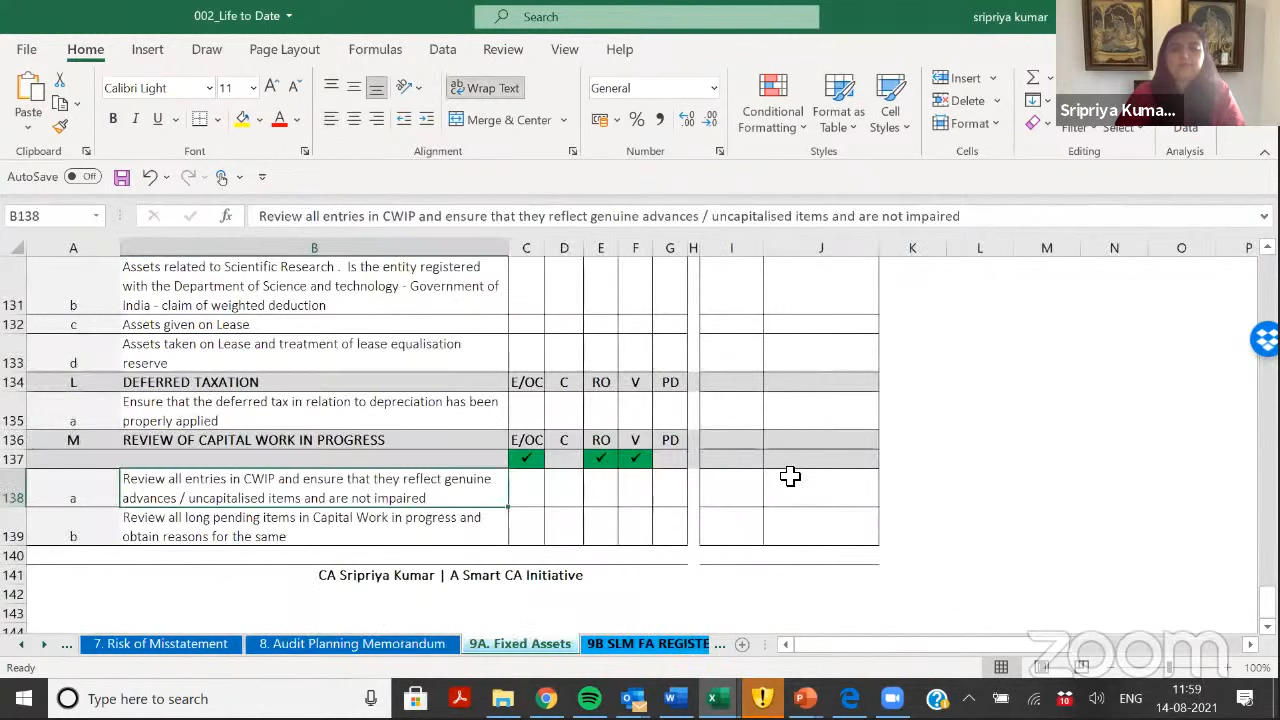 002_Life to Date
Search
sripriya kumar
File Home Insert Draw Page Layout Formulas Data Review View Help
Paste
Calibri Light 11
Wrap Text
General
Merge & Center
Conditional Formatting
Format as Table
Cell Styles
Insert
Delete
Format
Filter Select
Data
Sripriya Kuma...
Clipboard Font Alignment Number Styles Cells Editing Analysis
AutoSave Off
B138
fx Review all entries in CWIP and ensure that they reflect genuine advances / uncapitalised items and are not impaired
A B C D E F G H I J K L M N O P
Assets related to Scientific Research . Is the entity registered
with the Department of Science and technology - Government of
131 b India - claim of weighted deduction
132 c Assets given on Lease
Assets taken on Lease and treatment of lease equalisation
133 d reserve
134 L DEFERRED TAXATION E/OC C RO V PD
Ensure that the deferred tax in relation to depreciation has been
135 a properly applied
136 M REVIEW OF CAPITAL WORK IN PROGRESS E/OC C RO V PD
137 ✓ ✓ ✓
Review all entries in CWIP and ensure that they reflect genuine
138 a advances / uncapitalised items and are not impaired
Review all long pending items in Capital Work in progress and
139 b obtain reasons for the same
140
141 CA Sripriya Kumar | A Smart CA Initiative
142
143
144
... 7. Risk of Misstatement 8. Audit Planning Memorandum 9A. Fixed Assets 9B SLM FA REGISTE ...
zoom
Ready
100%
Type here to search
10
ENG
11:59
14-08-2021